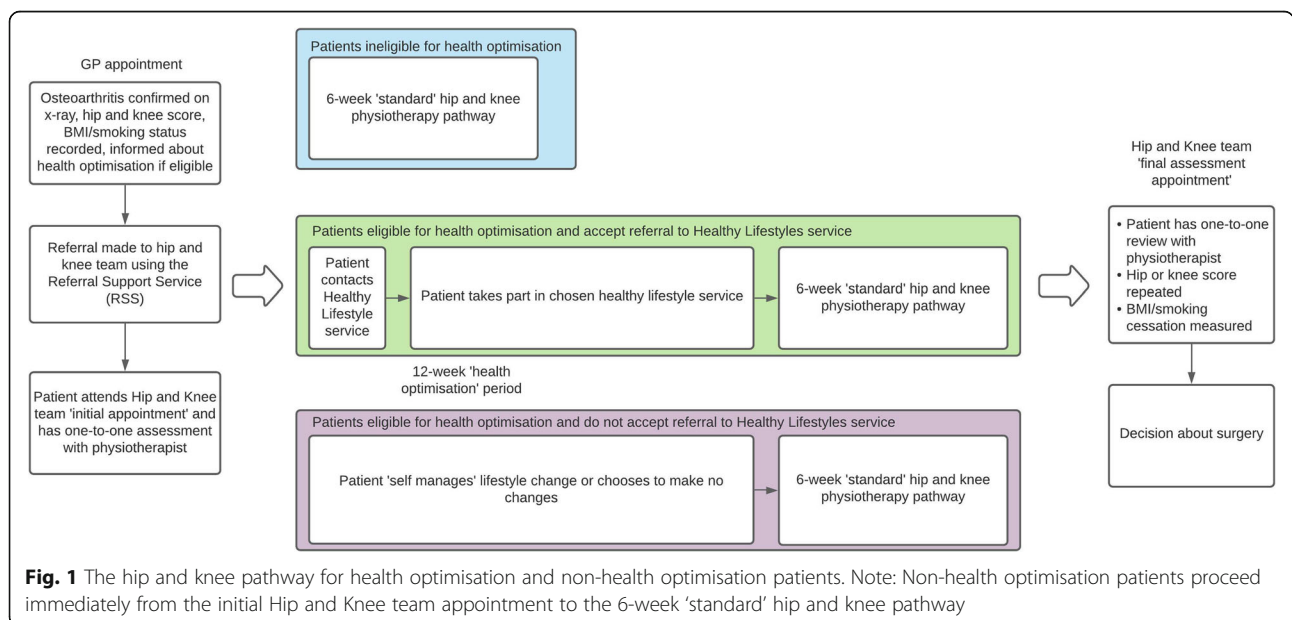 GP appointment
Osteoarthritis confirmed on
x-ray, hip and knee score,
BMI/smoking status
recorded, informed about
health optimisation if eligible
Referral made to hip and
knee team using the
Referral Support Service
(RSS)
Patient attends Hip and Knee
team 'initial appointment' and
has one-to-one assessment
with physiotherapist
Patients ineligible for health optimisation
6-week 'standard' hip and knee
physiotherapy pathway
Patients eligible for health optimisation and accept referral to Healthy Lifestyles service
Patient
contacts
Healthy
Lifestyle
service
Patient takes part in chosen healthy lifestyle service
6-week 'standard' hip and knee
physiotherapy pathway
12-week 'health
optimisation' period
Patients eligible for health optimisation and do not accept referral to Healthy Lifestyles service
Patient 'self manages' lifestyle change or chooses to make no
changes
6-week 'standard' hip and knee
physiotherapy pathway
Hip and Knee team
'final assessment
appointment'
• Patient has one-to-one
review with
physiotherapist
• Hip or knee score
repeated
• BMI/smoking
cessation measured
Decision about surgery
Fig. 1 The hip and knee pathway for health optimisation and non-health optimisation patients. Note: Non-health optimisation patients proceed
immediately from the initial Hip and Knee team appointment to the 6-week ‘standard’ hip and knee pathway